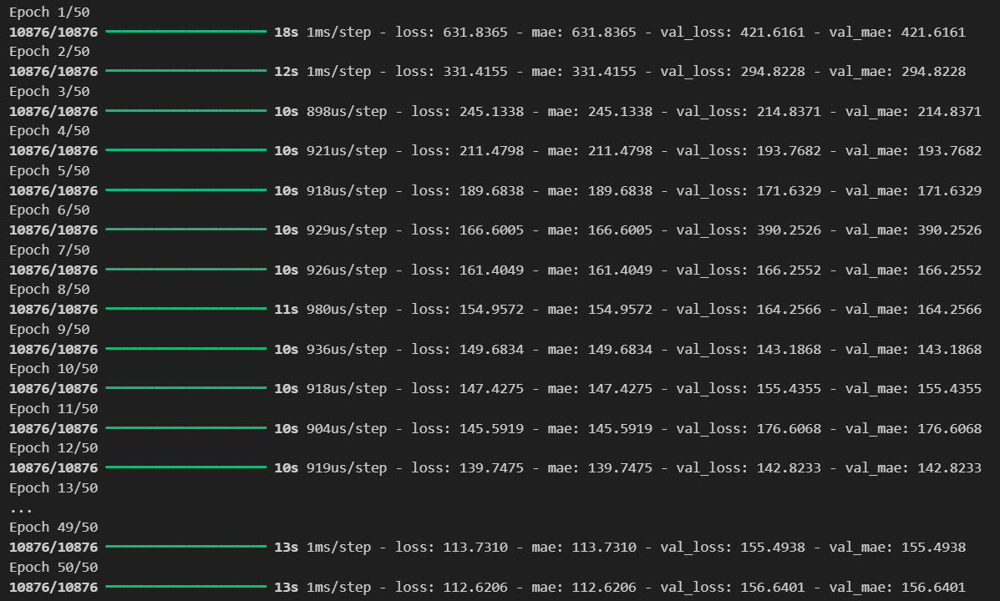 Epoch 1/50
10876/10876 ━━━━━━━━━━━━━━━━━━━━ 18s 1ms/step - loss: 631.8365 - mae: 631.8365 - val_loss: 421.6161 - val_mae: 421.6161
Epoch 2/50
10876/10876 ━━━━━━━━━━━━━━━━━━━━ 12s 1ms/step - loss: 331.4155 - mae: 331.4155 - val_loss: 294.8228 - val_mae: 294.8228
Epoch 3/50
10876/10876 ━━━━━━━━━━━━━━━━━━━━ 10s 898us/step - loss: 245.1338 - mae: 245.1338 - val_loss: 214.8371 - val_mae: 214.8371
Epoch 4/50
10876/10876 ━━━━━━━━━━━━━━━━━━━━ 10s 921us/step - loss: 211.4798 - mae: 211.4798 - val_loss: 193.7682 - val_mae: 193.7682
Epoch 5/50
10876/10876 ━━━━━━━━━━━━━━━━━━━━ 10s 918us/step - loss: 189.6838 - mae: 189.6838 - val_loss: 171.6329 - val_mae: 171.6329
Epoch 6/50
10876/10876 ━━━━━━━━━━━━━━━━━━━━ 10s 929us/step - loss: 166.6005 - mae: 166.6005 - val_loss: 390.2526 - val_mae: 390.2526
Epoch 7/50
10876/10876 ━━━━━━━━━━━━━━━━━━━━ 10s 926us/step - loss: 161.4049 - mae: 161.4049 - val_loss: 166.2552 - val_mae: 166.2552
Epoch 8/50
10876/10876 ━━━━━━━━━━━━━━━━━━━━ 11s 980us/step - loss: 154.9572 - mae: 154.9572 - val_loss: 164.2566 - val_mae: 164.2566
Epoch 9/50
10876/10876 ━━━━━━━━━━━━━━━━━━━━ 10s 936us/step - loss: 149.6834 - mae: 149.6834 - val_loss: 143.1868 - val_mae: 143.1868
Epoch 10/50
10876/10876 ━━━━━━━━━━━━━━━━━━━━ 10s 918us/step - loss: 147.4275 - mae: 147.4275 - val_loss: 155.4355 - val_mae: 155.4355
Epoch 11/50
10876/10876 ━━━━━━━━━━━━━━━━━━━━ 10s 904us/step - loss: 145.5919 - mae: 145.5919 - val_loss: 176.6068 - val_mae: 176.6068
Epoch 12/50
10876/10876 ━━━━━━━━━━━━━━━━━━━━ 10s 919us/step - loss: 139.7475 - mae: 139.7475 - val_loss: 142.8233 - val_mae: 142.8233
Epoch 13/50
...
Epoch 49/50
10876/10876 ━━━━━━━━━━━━━━━━━━━━ 13s 1ms/step - loss: 113.7310 - mae: 113.7310 - val_loss: 155.4938 - val_mae: 155.4938
Epoch 50/50
10876/10876 ━━━━━━━━━━━━━━━━━━━━ 13s 1ms/step - loss: 112.6206 - mae: 112.6206 - val_loss: 156.6401 - val_mae: 156.6401